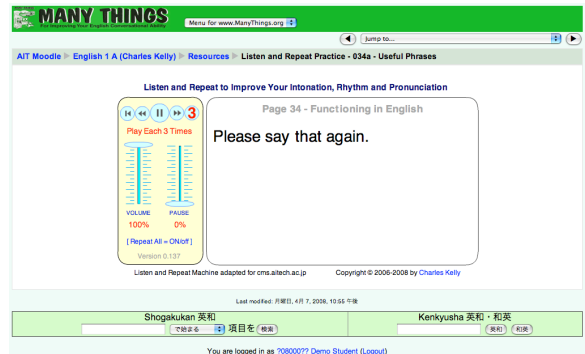 MANY THINGS
For Improving Your English Conversational Ability
Menu for www.ManyThings.org
Jump to...
AIT Moodle ► English 1 A (Charles Kelly) ► Resources ► Listen and Repeat Practice - 034a - Useful Phrases
Listen and Repeat to Improve Your Intonation, Rhythm and Pronunciation
3
Play Each 3 Times
VOLUME PAUSE
100% 0%
[ Repeat All = ON/off ]
Version 0.137
Page 34 - Functioning in English
Please say that again.
Listen and Repeat Machine adapted for cms.aitech.ac.jp Copyright © 2006-2008 by Charles Kelly
Last modified: 月曜日, 4月 7, 2008, 10:55 午後
Shogakukan 英和
で始まる 項目を 検索
Kenkyusha 英和・和英
英和 和英
You are logged in as ?08000?? Demo Student (Logout)